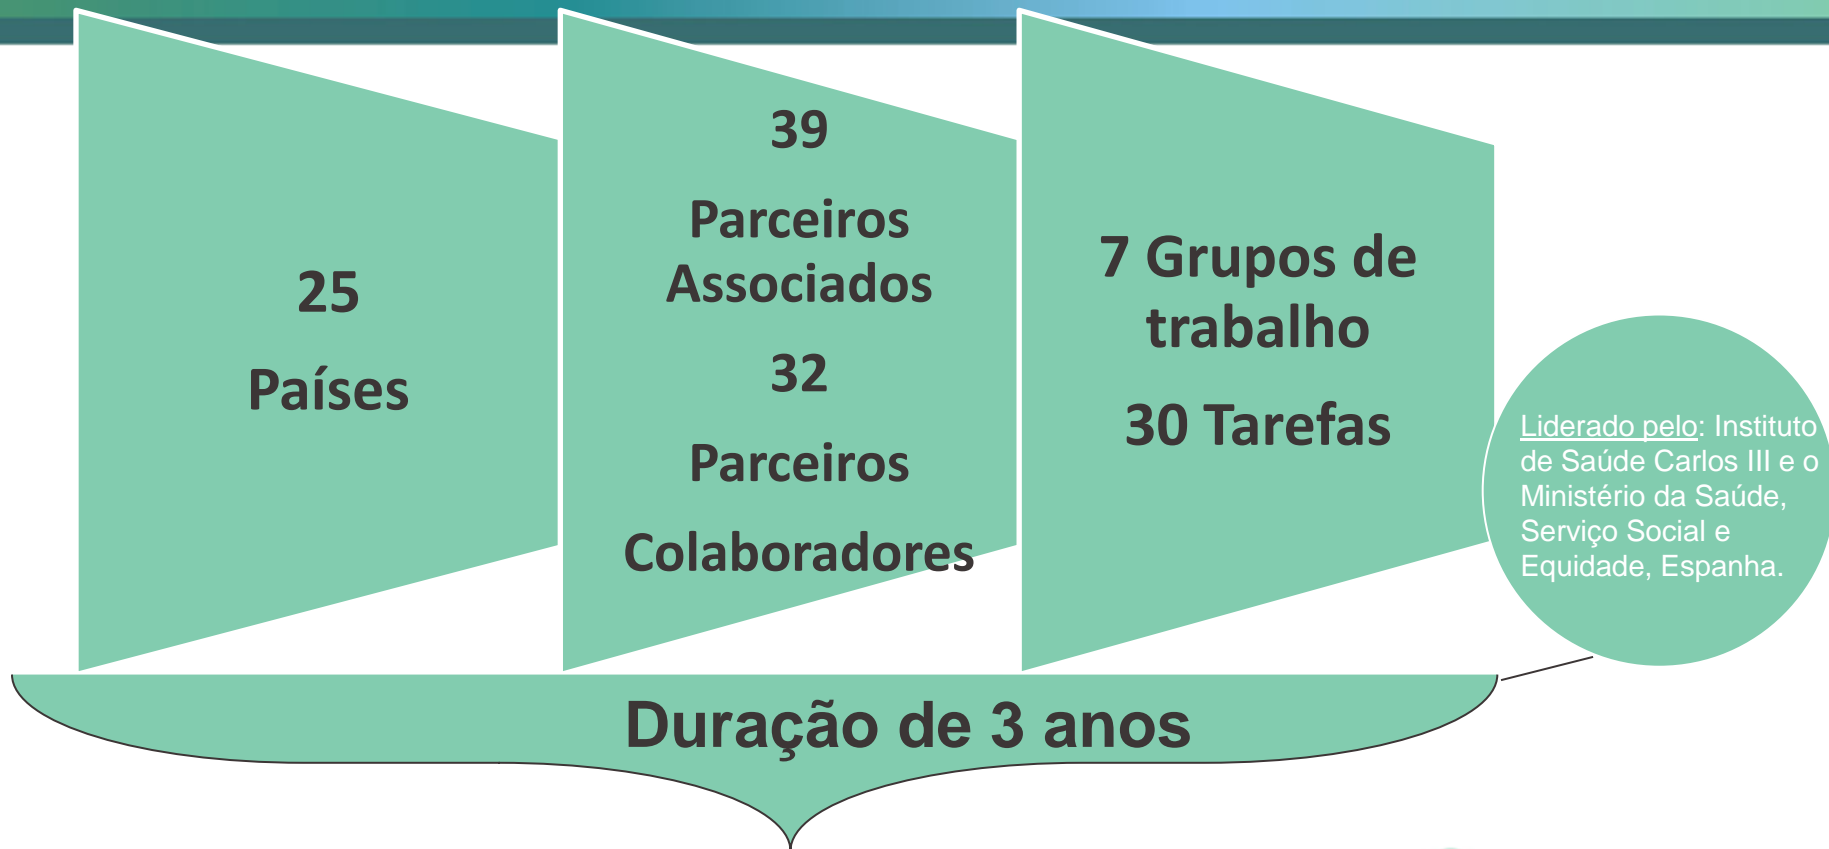 25
Países
39
Parceiros
Associados
32
Parceiros
Colaboradores
7 Grupos de
trabalho
30 Tarefas
Liderado pelo: Instituto
de Saúde Carlos III e o
Ministério da Saúde,
Serviço Social e
Equidade, Espanha.
Duração de 3 anos